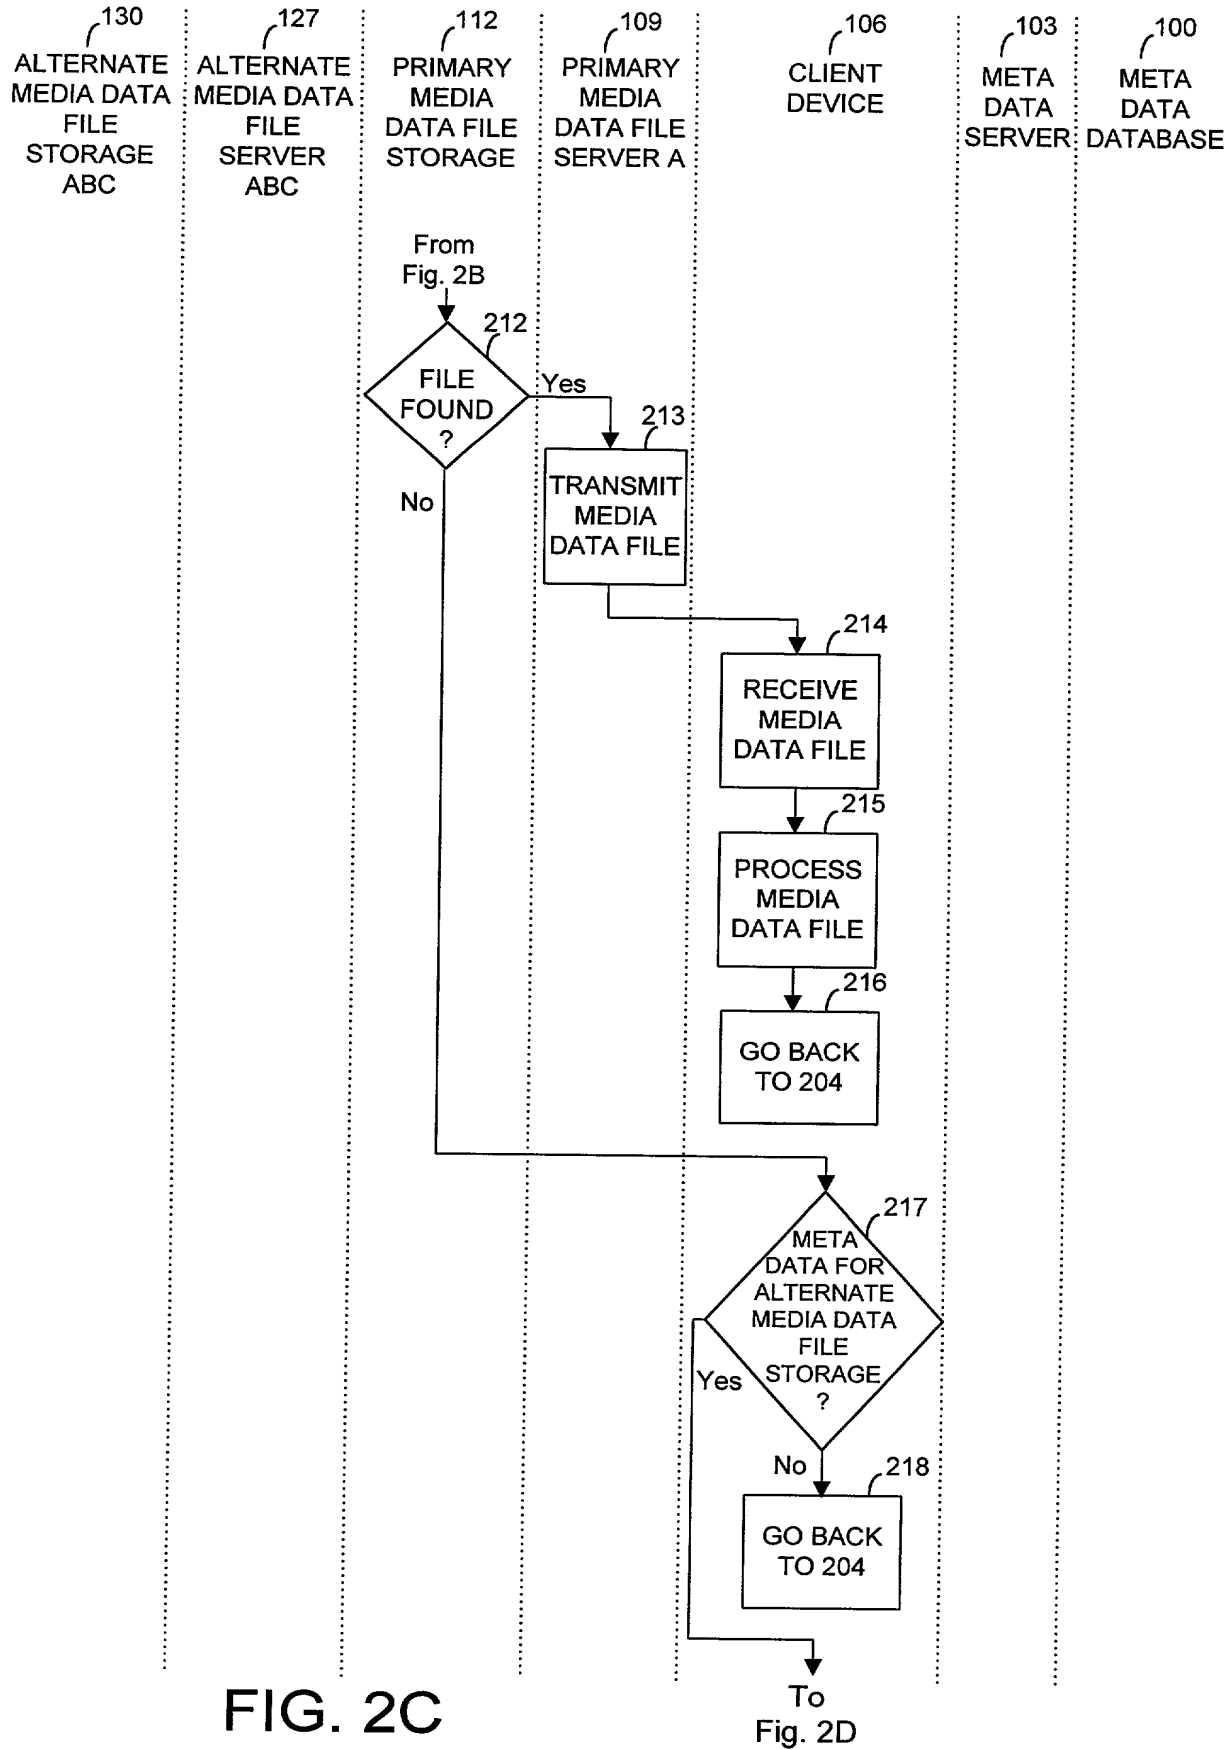 130
ALTERNATE
MEDIA DATA
FILE
STORAGE
ABC
127
ALTERNATE
MEDIA DATA
FILE
SERVER
ABC
112
PRIMARY
MEDIA
DATA FILE
STORAGE
109
PRIMARY
MEDIA
DATA FILE
SERVER A
106
CLIENT
DEVICE
103
META
DATA
SERVER
100
META
DATA
DATABASE
From
Fig. 2B
212
FILE
FOUND
?
Yes
No
213
TRANSMIT
MEDIA
DATA FILE
214
RECEIVE
MEDIA
DATA FILE
215
PROCESS
MEDIA
DATA FILE
216
GO BACK
TO 204
217
META
DATA FOR
ALTERNATE
MEDIA DATA
FILE
STORAGE
?
Yes
No
218
GO BACK
TO 204
To
Fig. 2D
FIG. 2C